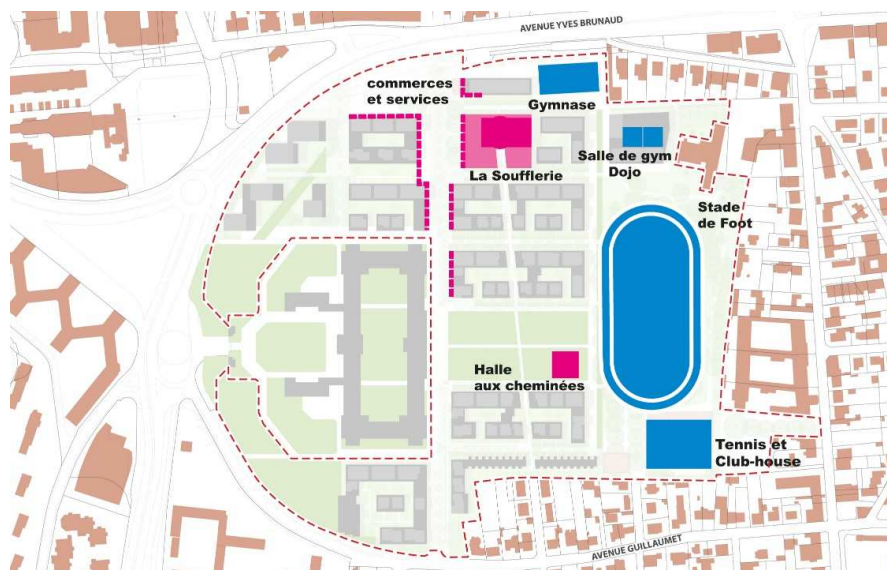 AVENUE YVES BRUNAUD
commerces
et services
Gymnase
La Soufflerie
Salle de gym
Dojo
Stade
de Foot
Halle
aux cheminées
Tennis et
Club-house
AVENUE GUILLAUMET